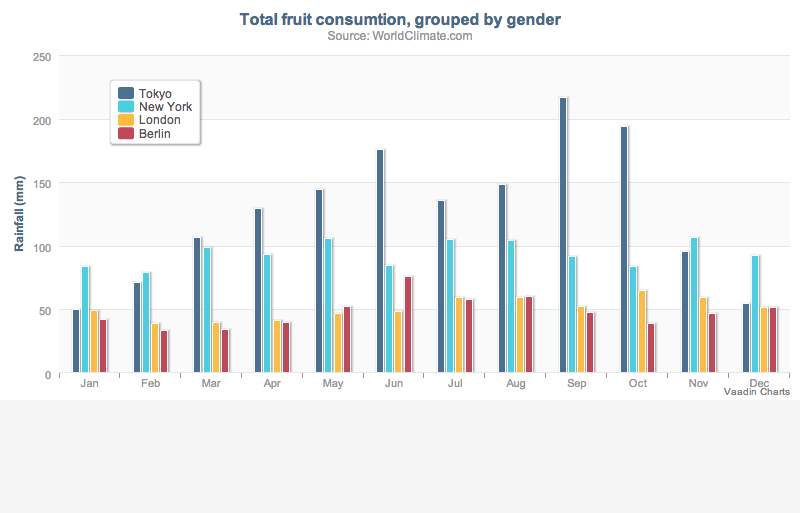 Total fruit consumtion, grouped by gender
Source: WorldClimate.com
Rainfall (mm)
250
200
150
100
50
0
Tokyo
New York
London
Berlin
Jan Feb Mar Apr May Jun Jul Aug Sep Oct Nov Dec
Vaadin Charts